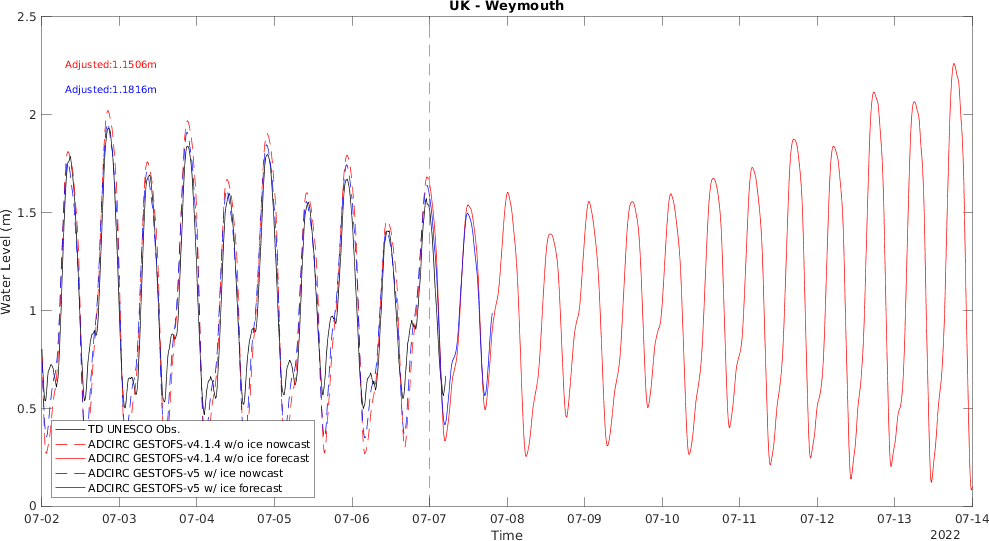 UK - Weymouth
2.5
2
1.5
1
0.5
0
Water Level (m)
Adjusted:1.1506m
Adjusted:1.1816m
TD UNESCO Obs.
ADCIRC GESTOFS-v4.1.4 w/o ice nowcast
ADCIRC GESTOFS-v4.1.4 w/o ice forecast
ADCIRC GESTOFS-v5 w/ ice nowcast
ADCIRC GESTOFS-v5 w/ ice forecast
07-02 07-03 07-04 07-05 07-06 07-07 07-08 07-09 07-10 07-11 07-12 07-13 07-14
Time
2022